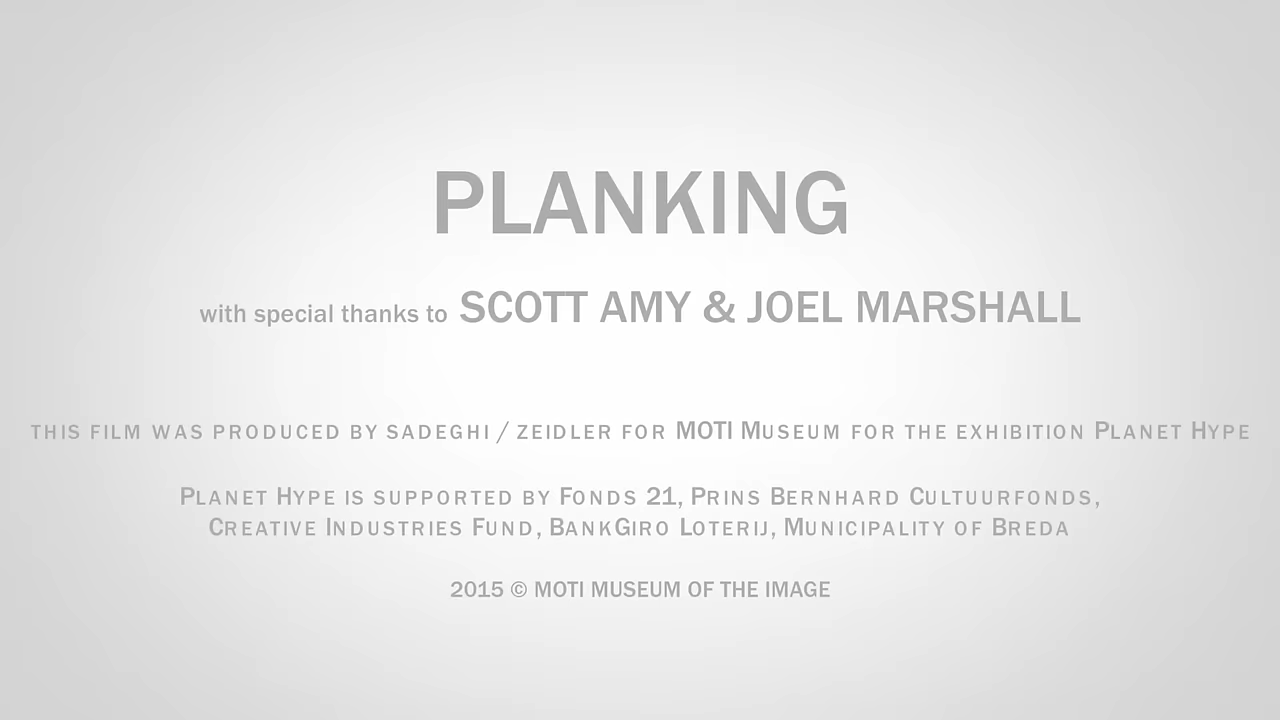 PLANKING
with special thanks to SCOTT AMY & JOEL MARSHALL
THIS FILM WAS PRODUCED BY SADEGHI / ZEIDLER FOR MOTI MUSEUM FOR THE EXHIBITION PLANET HYPE
PLANET HYPE IS SUPPORTED BY FONDS 21, PRINS BERNHARD CULTUURFONDS,
CREATIVE INDUSTRIES FUND, BANKGIRO LOTERIJ, MUNICIPALITY OF BREDA
2015 © MOTI MUSEUM OF THE IMAGE